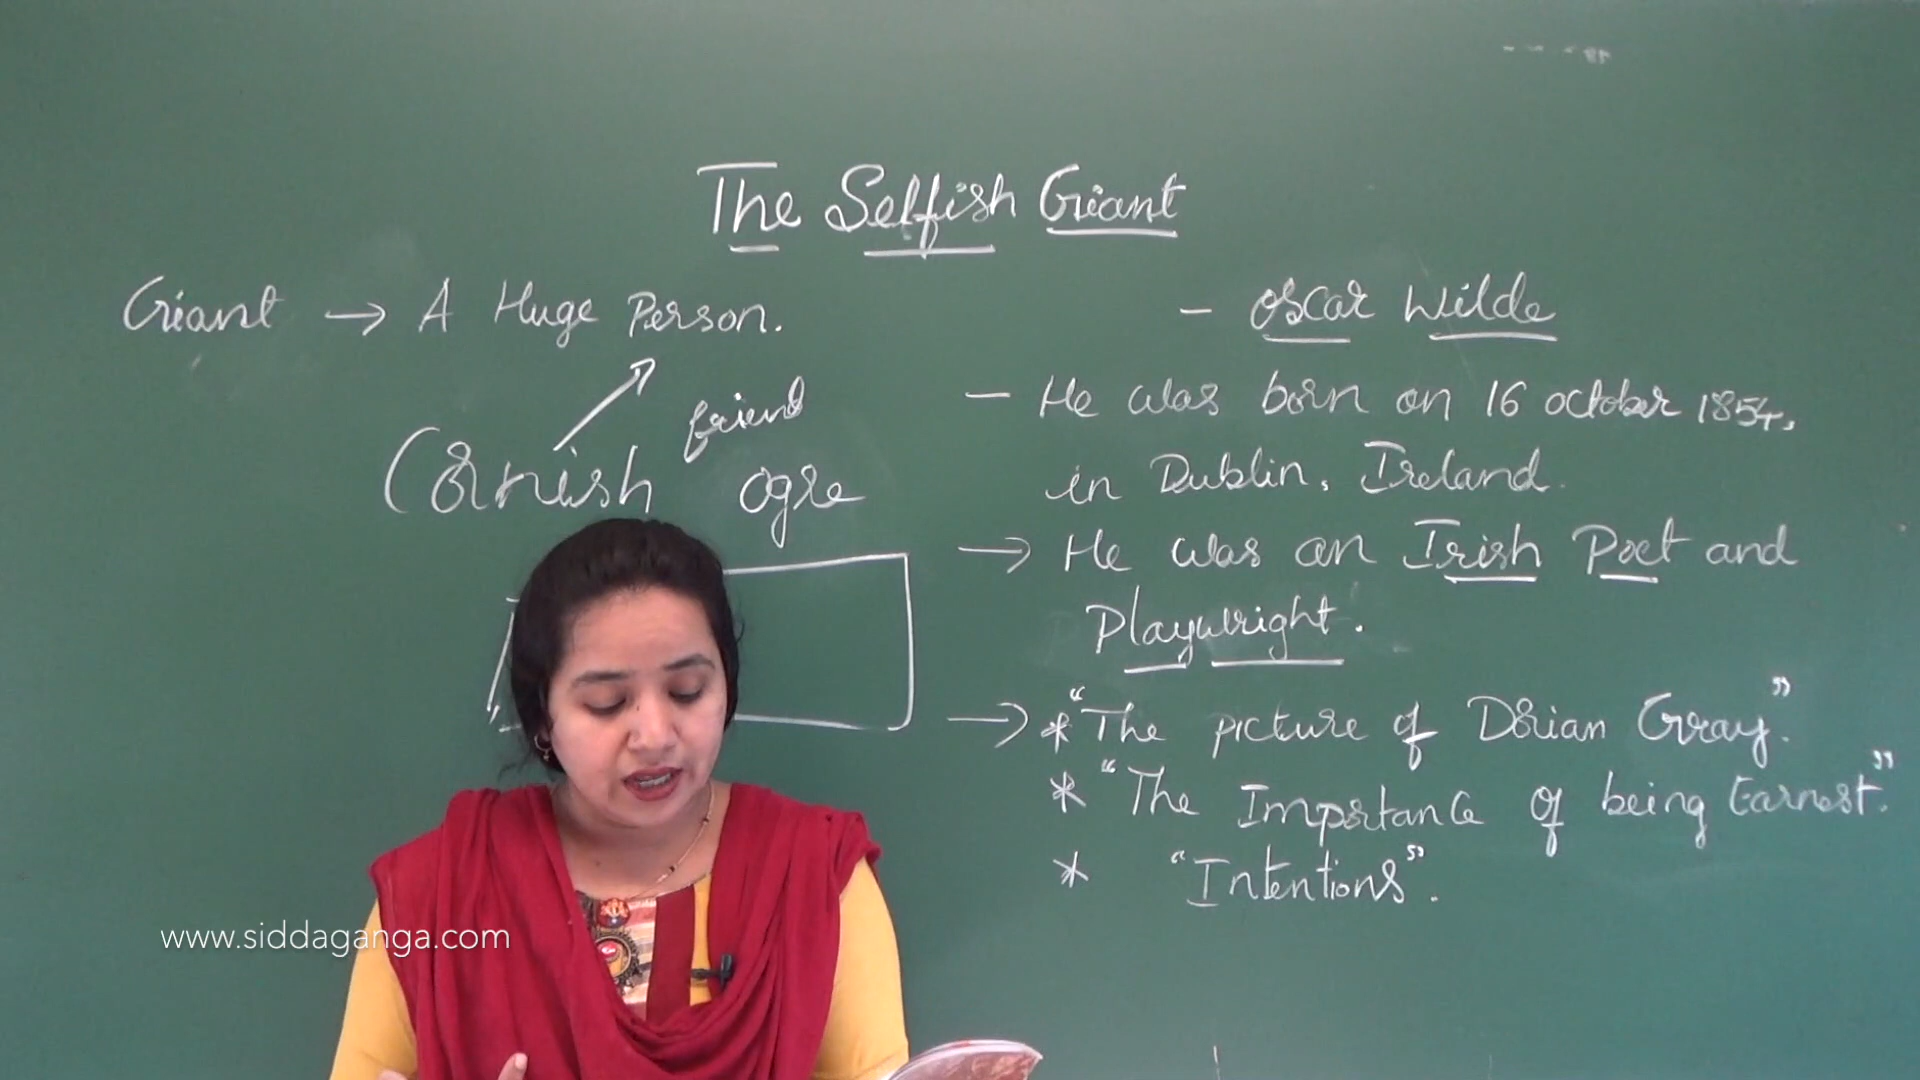 The Selfish Giant
Giant → A Huge Person.
friend
Cornish ogre
- Oscar Wilde
- He was born on 16 october 1854,
in Dublin, Ireland.
→ He was an Irish Poet and
Playwright.
→ * "The picture of Dorian Gray".
* "The Importance of being Earnest".
* "Intentions".
www.siddaganga.com